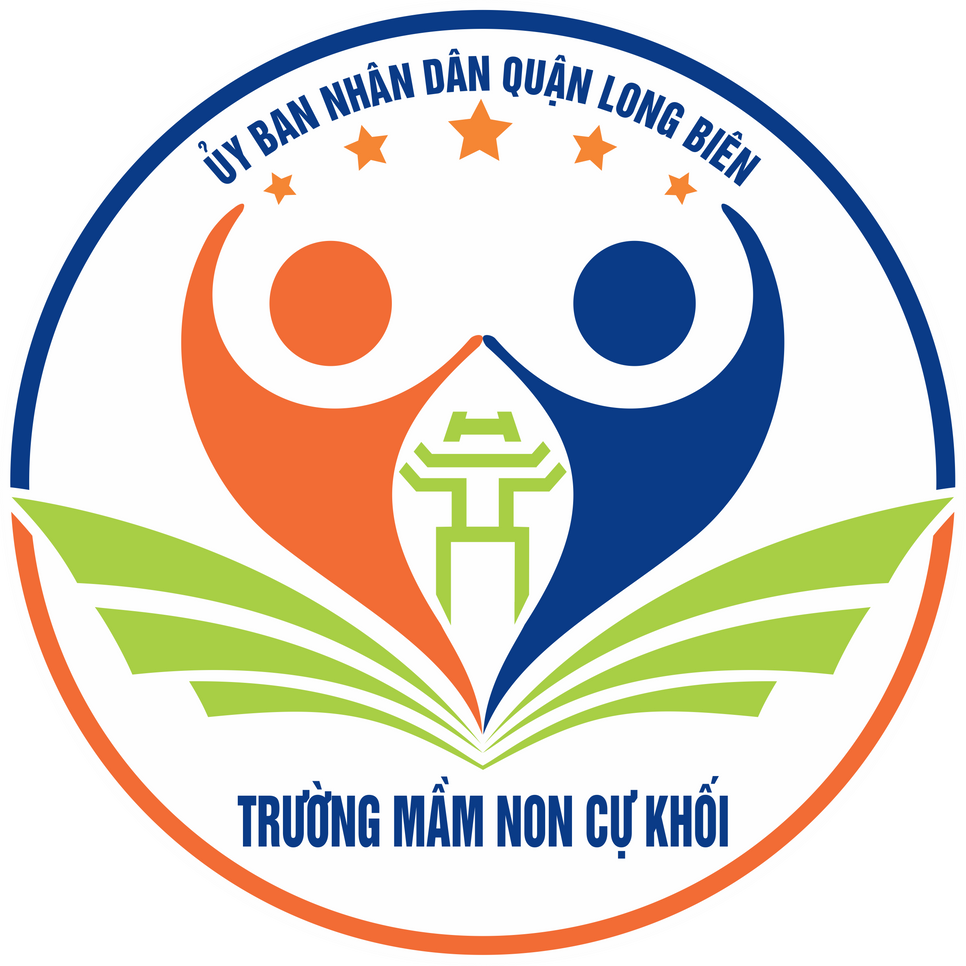 ỦY BAN NHÂN DÂN QUẬN LONG BIÊN
TRƯỜNG MẦM NON CỰ KHỐI